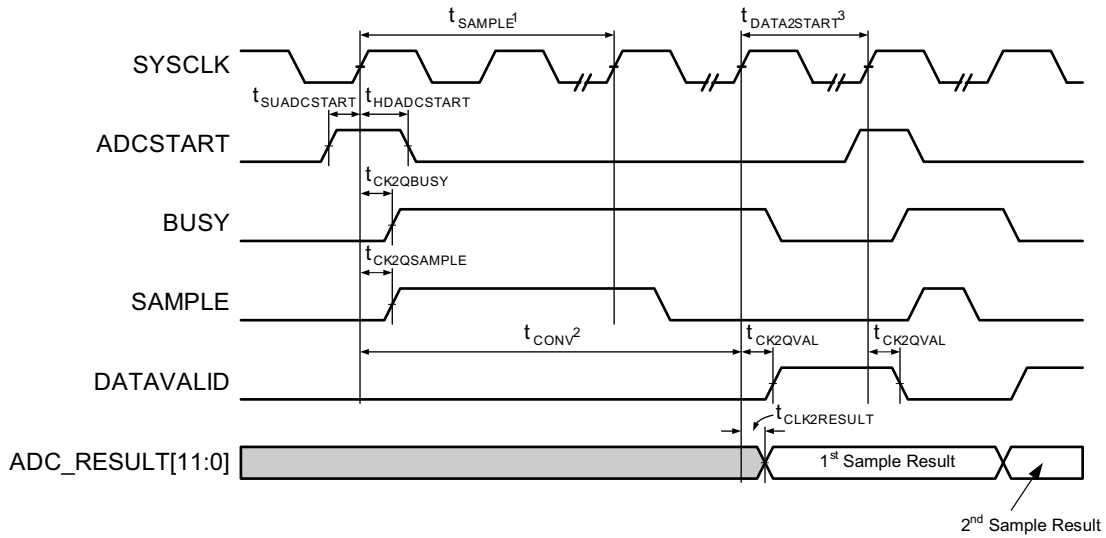 tSAMPLE1
tDATA2START3
SYSCLK
tSUADCSTART
tHDADCSTART
ADCSTART
tCK2QBUSY
BUSY
tCK2QSAMPLE
SAMPLE
tCONV2
tCK2QVAL
tCK2QVAL
DATAVALID
tCLK2RESULT
ADC_RESULT[11:0]
1st Sample Result
2nd Sample Result